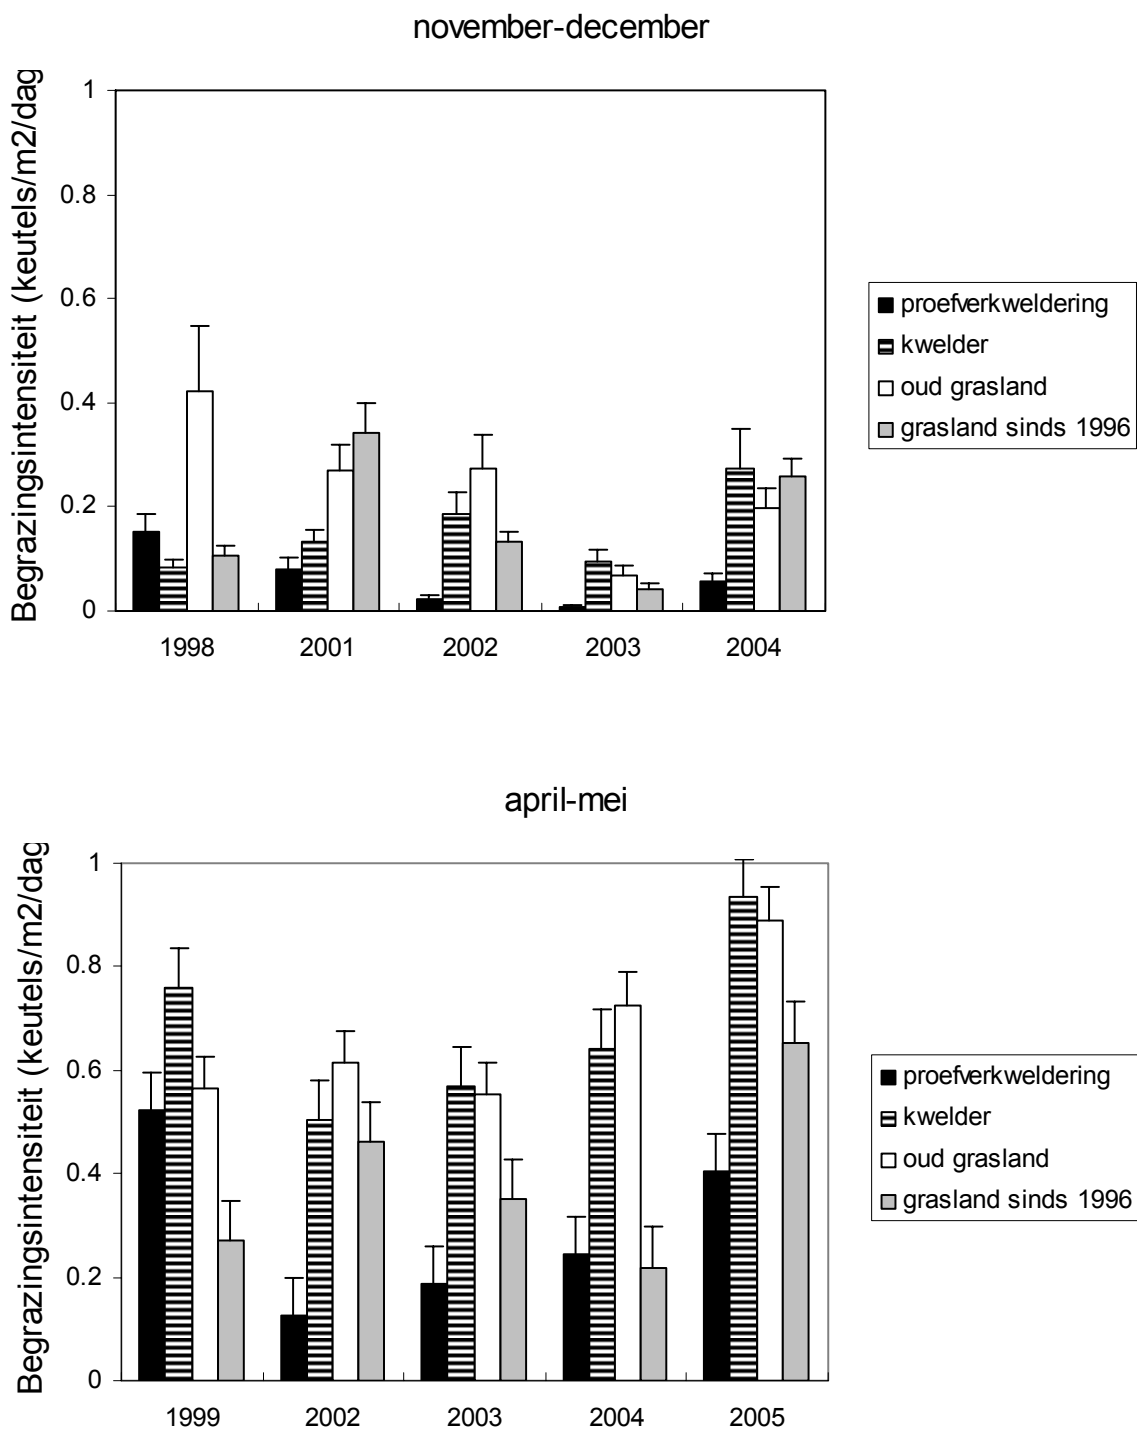 november-december
Begrazingsintensiteit (keutels/m2/dag
1
0.8
0.6
0.4
0.2
0
1998 2001 2002 2003 2004
proefverkweldering
kwelder
oud grasland
grasland sinds 1996
april-mei
Begrazingsintensiteit (keutels/m2/dag
1
0.8
0.6
0.4
0.2
0
1999 2002 2003 2004 2005
proefverkweldering
kwelder
oud grasland
grasland sinds 1996